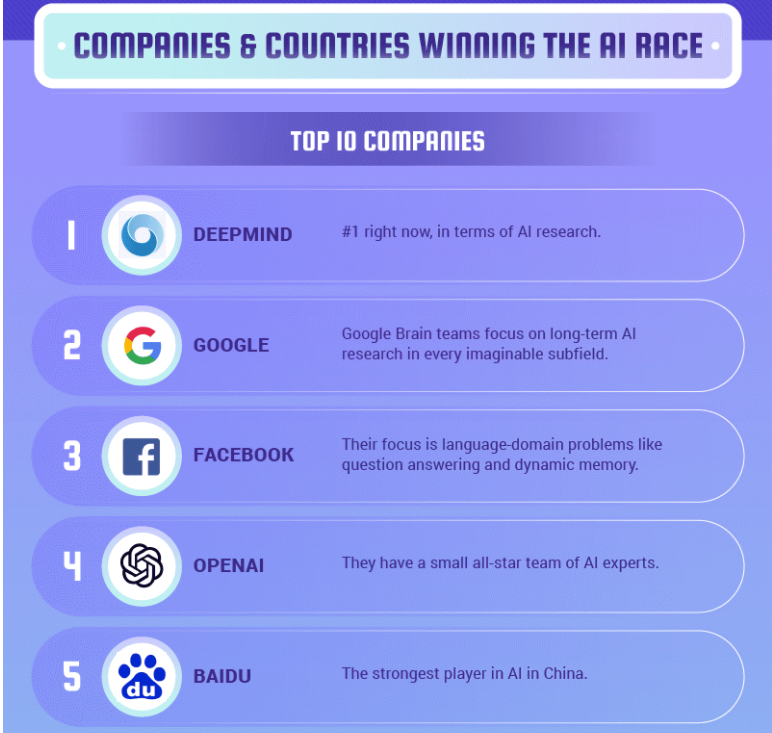 COMPANIES & COUNTRIES WINNING THE AI RACE
TOP 10 COMPANIES
1
DEEPMIND
#1 right now, in terms of AI research.
2
GOOGLE
Google Brain teams focus on long-term AI
research in every imaginable subfield.
3
FACEBOOK
Their focus is language-domain problems like
question answering and dynamic memory.
4
OPENAI
They have a small all-star team of AI experts.
5
du
BAIDU
The strongest player in AI in China.